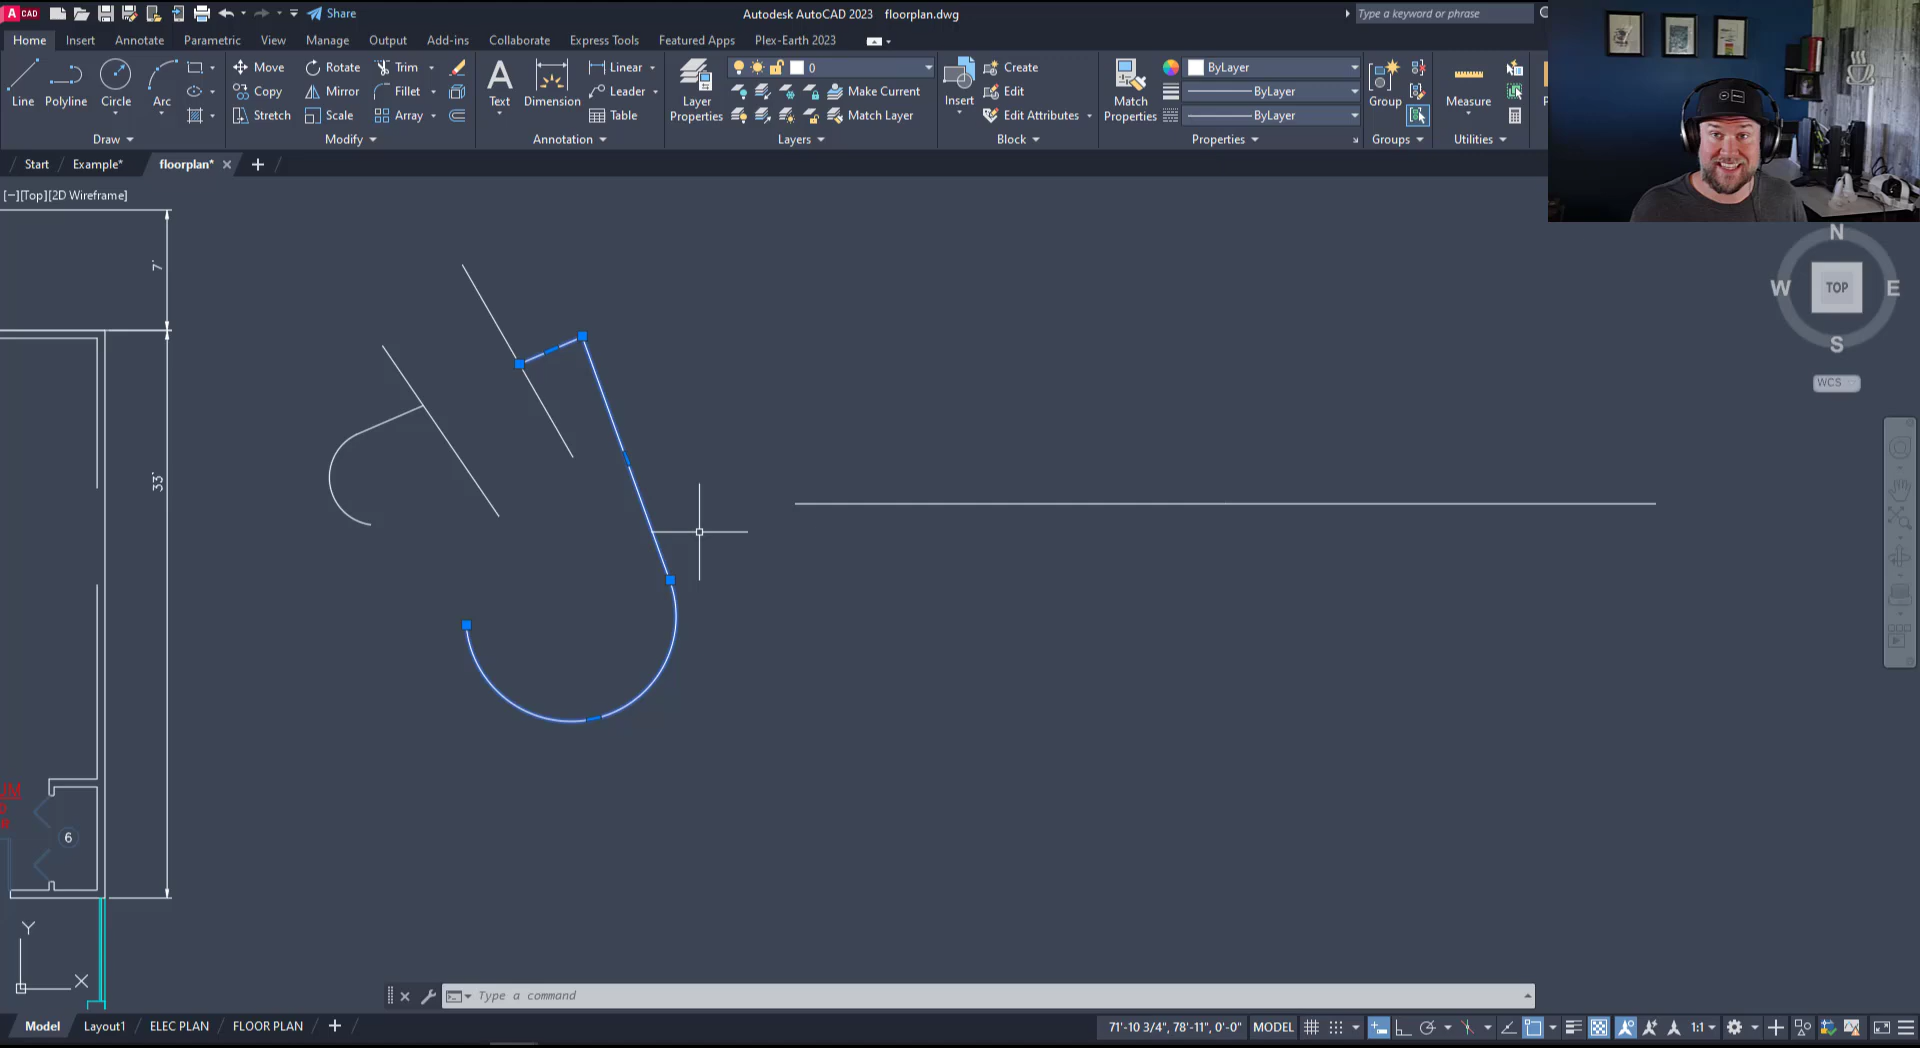 A CAD
Share
Autodesk AutoCAD 2023 floorplan.dwg
Type a keyword or phrase
Home Insert Annotate Parametric View Manage Output Add-ins Collaborate Express Tools Featured Apps Plex-Earth 2023
Line Polyline Circle Arc
Move Rotate Trim
Copy Mirror Fillet
Stretch Scale Array
Text Dimension
Linear
Leader
Table
Layer Properties
0
Make Current
Match Layer
Insert
Create
Edit
Edit Attributes
Match Properties
ByLayer
ByLayer
ByLayer
Group
Measure
Draw Modify Annotation Layers Block Properties Groups Utilities
Start Example* floorplan*
[−][Top][2D Wireframe]
N
W TOP E
S
WCS
7'
33'
UM
6
Y
X
Type a command
Model Layout1 ELEC PLAN FLOOR PLAN
71'-10 3/4", 78'-11", 0'-0" MODEL 1:1